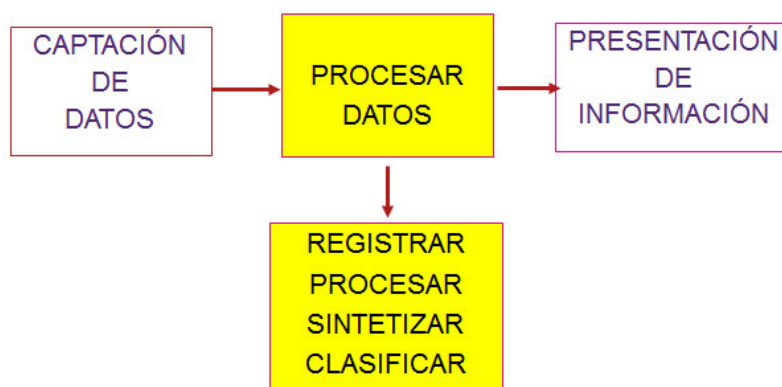 CAPTACIÓN
DE
DATOS
PROCESAR
DATOS
PRESENTACIÓN
DE
INFORMACIÓN
REGISTRAR
PROCESAR
SINTETIZAR
CLASIFICAR